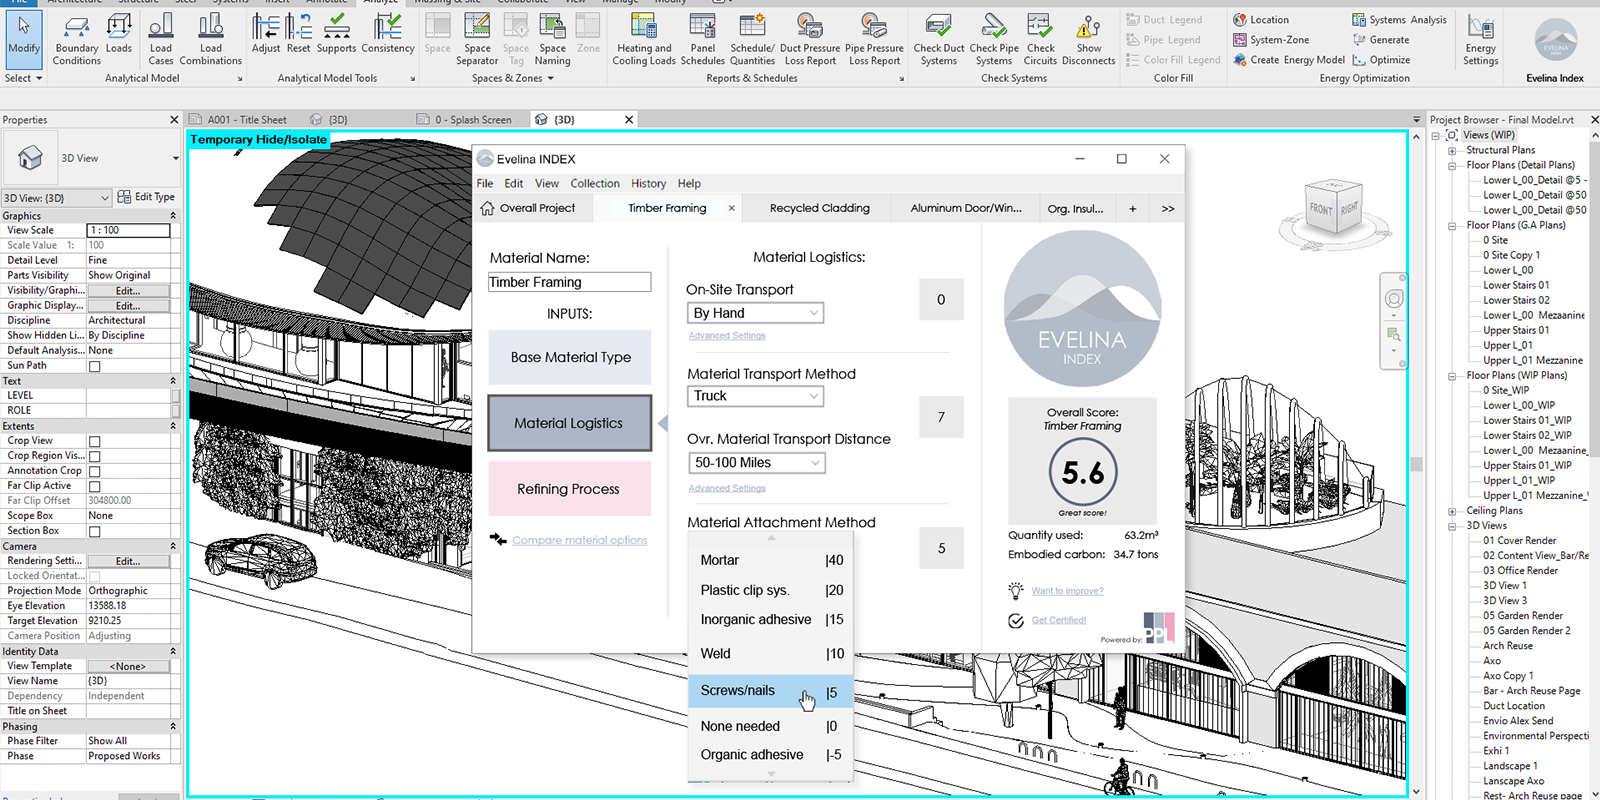 File Architecture Structure Steel Systems Insert Annotate Analyze Massing & Site Collaborate View Manage Modify
Modify
Select
Boundary Conditions
Loads
Load Cases
Load Combinations
Analytical Model
Adjust
Reset
Supports
Consistency
Analytical Model Tools
Space
Space Separator
Space Tag
Space Naming
Zone
Spaces & Zones
Heating and Cooling Loads
Panel Schedules
Schedule/ Quantities
Duct Pressure Loss Report
Pipe Pressure Loss Report
Reports & Schedules
Check Duct Systems
Check Pipe Systems
Check Circuits
Show Disconnects
Check Systems
Duct Legend
Pipe Legend
Color Fill Legend
Color Fill
Location
System-Zone
Create Energy Model
Systems Analysis
Generate
Optimize
Energy Optimization
Energy Settings
EVELINA
INDEX
Evelina Index
Properties
3D View
3D View: {3D}
Edit Type
Graphics
View Scale 1 : 100
Scale Value 1: 100
Detail Level Fine
Parts Visibility Show Original
Visibility/Graphi... Edit...
Graphic Display... Edit...
Discipline Architectural
Show Hidden Li... By Discipline
Default Analysis... None
Sun Path
Text
LEVEL
ROLE
Extents
Crop View
Crop Region Vis...
Annotation Crop
Far Clip Active
Far Clip Offset 304800.00
Scope Box None
Section Box
Camera
Rendering Setti... Edit...
Locked Orientat...
Projection Mode Orthographic
Eye Elevation 13588.18
Target Elevation 9210.25
Camera Position Adjusting
Identity Data
View Template <None>
View Name {3D}
Dependency Independent
Title on Sheet
Phasing
Phase Filter Show All
Phase Proposed Works
A001 - Title Sheet
{3D}
0 - Splash Screen
{3D}
Temporary Hide/Isolate
FRONT
RIGHT
Evelina INDEX
File Edit View Collection History Help
Overall Project
Timber Framing
Recycled Cladding
Aluminum Door/Win...
Org. Insul...
+
>>
Material Name:
Timber Framing
INPUTS:
Base Material Type
Material Logistics
Refining Process
Compare material options
Material Logistics:
On-Site Transport
By Hand
0
Advanced Settings
Material Transport Method
Truck
7
Ovr. Material Transport Distance
50-100 Miles
Advanced Settings
Material Attachment Method
5
Mortar |40
Plastic clip sys. |20
Inorganic adhesive |15
Weld |10
Screws/nails |5
None needed |0
Organic adhesive |-5
EVELINA
INDEX
Overall Score:
Timber Framing
5.6
Great score!
Quantity used: 63.2m³
Embodied carbon: 34.7 tons
Want to improve?
Get Certified!
Powered by:
PPL
Project Browser - Final Model.rvt
Views (WIP)
Structural Plans
Floor Plans (Detail Plans)
Lower L_00_Detail @5 -
Lower L_00_Detail @50
Lower L_00_Detail @50
Floor Plans (G.A Plans)
0 Site
0 Site Copy 1
Lower L_00
Lower Stairs 01
Lower Stairs 02
Lower L_00 Mezaanine
Upper Stairs 01
Upper L_01
Upper L_01 Mezzanine
Floor Plans (WIP Plans)
0 Site_WIP
Lower L_00_WIP
Lower Stairs 01_WIP
Lower Stairs 02_WIP
Lower L_00 Mezaanine_
Upper Stairs 01_WIP
Upper L_01_WIP
Upper L_01 Mezzanine_
Ceiling Plans
3D Views
01 Cover Render
02 Content View_Bar/Re
03 Office Render
3D View 1
3D View 3
05 Garden Render
05 Garden Render 2
Arch Reuse
Axo
Axo Copy 1
Bar - Arch Reuse Page
Duct Location
Envio Alex Send
Environmental Perspecti
Exhi 1
Landscape 1
Lanscape Axo
Rest- Arch Reuse page